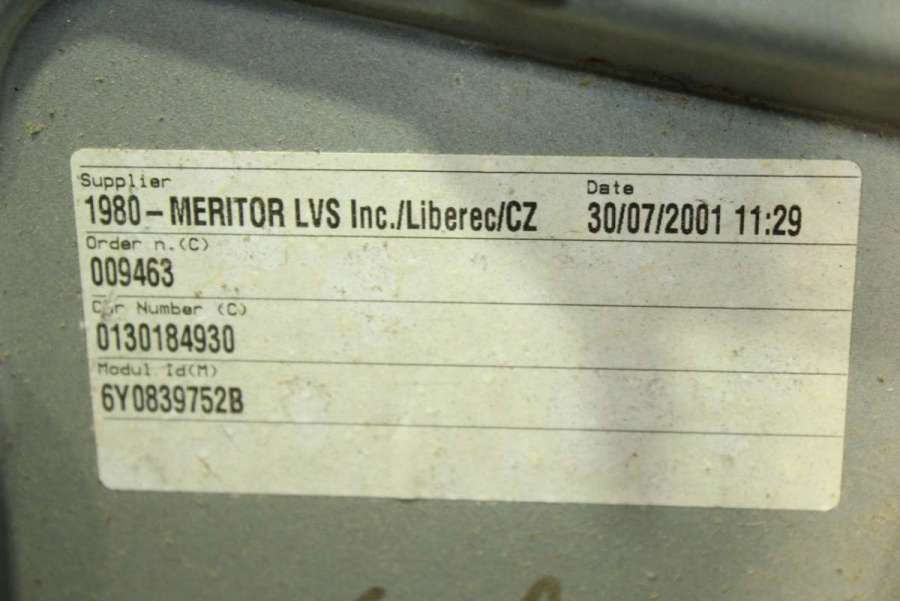 Supplier Date
1980-MERITOR LVS Inc./Liberec/CZ 30/07/2001 11:29
Order n.(C)
009463
Car Number (C)
0130184930
Modul Id(M)
6Y0839752B